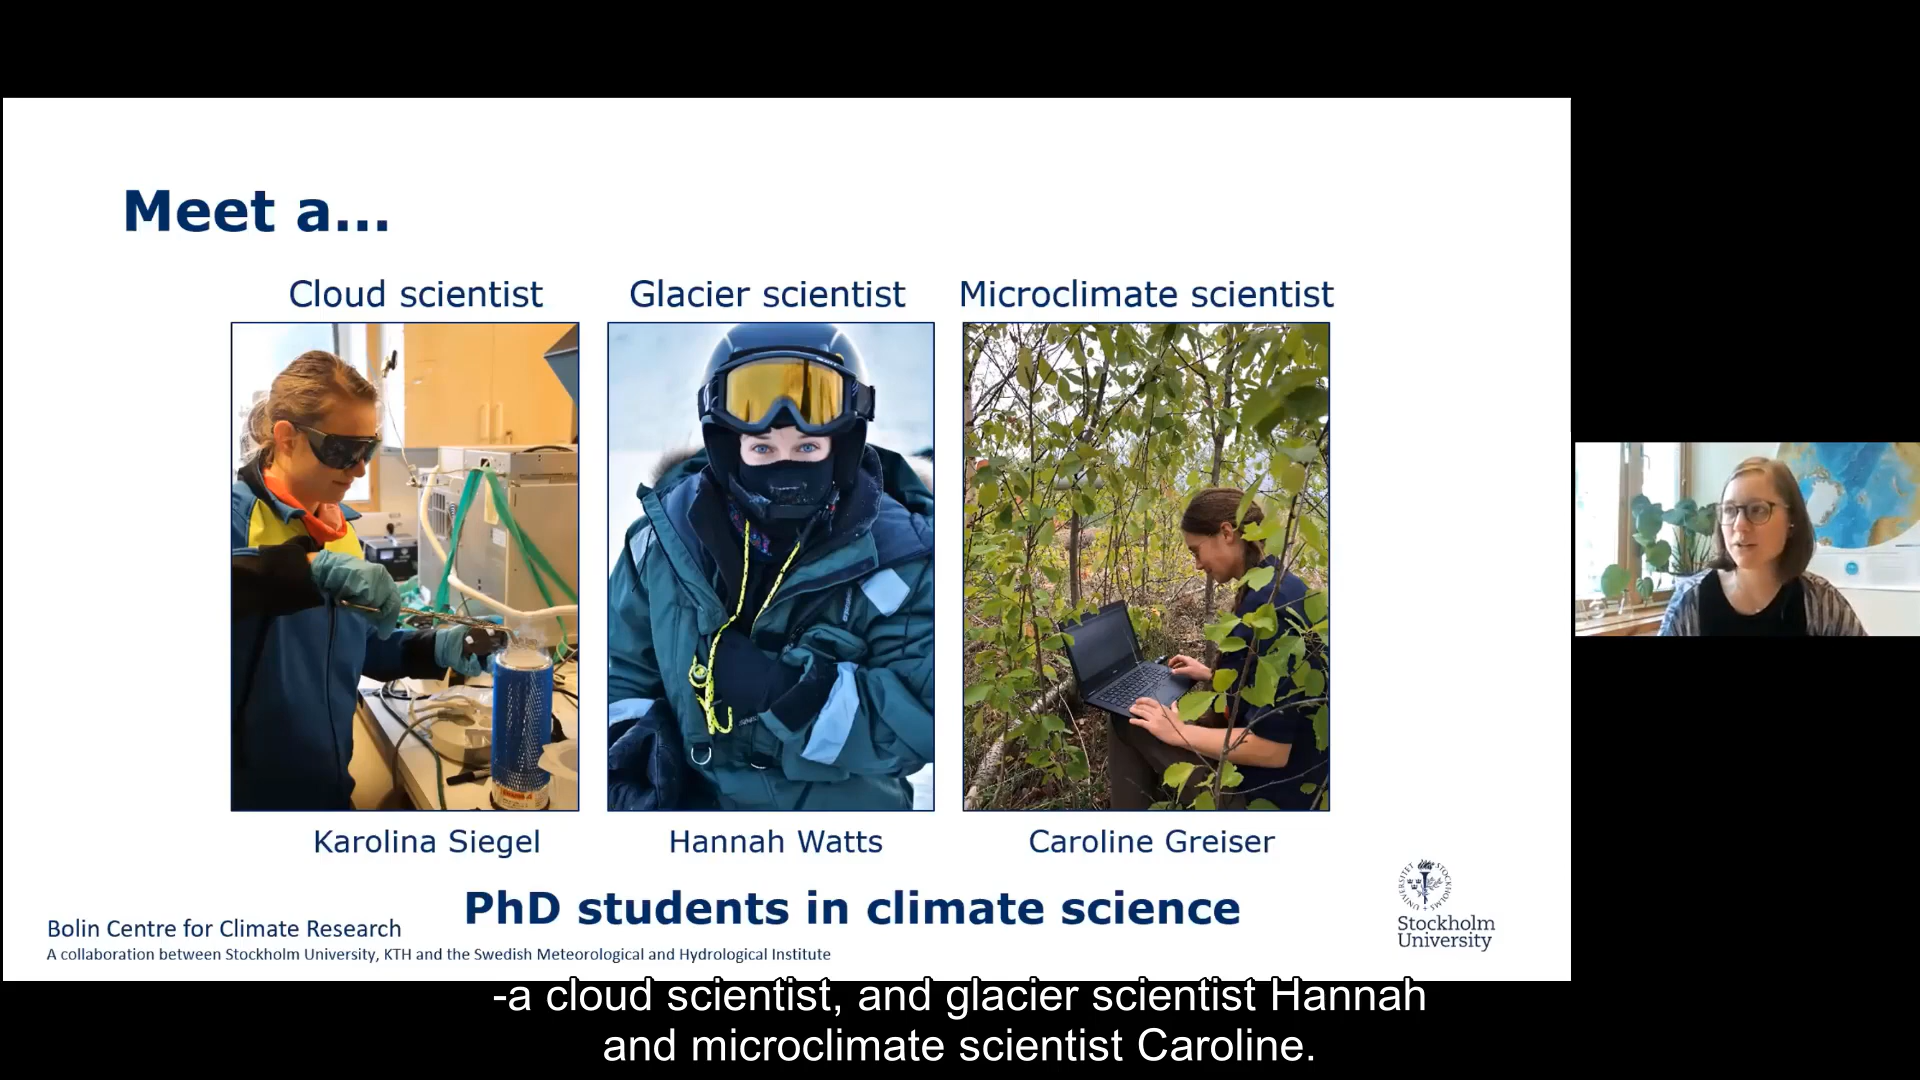 Meet a...
Cloud scientist
Glacier scientist
Microclimate scientist
Karolina Siegel
Hannah Watts
Caroline Greiser
PhD students in climate science
Bolin Centre for Climate Research
A collaboration between Stockholm University, KTH and the Swedish Meteorological and Hydrological Institute
Stockholm
University
-a cloud scientist, and glacier scientist Hannah
and microclimate scientist Caroline.